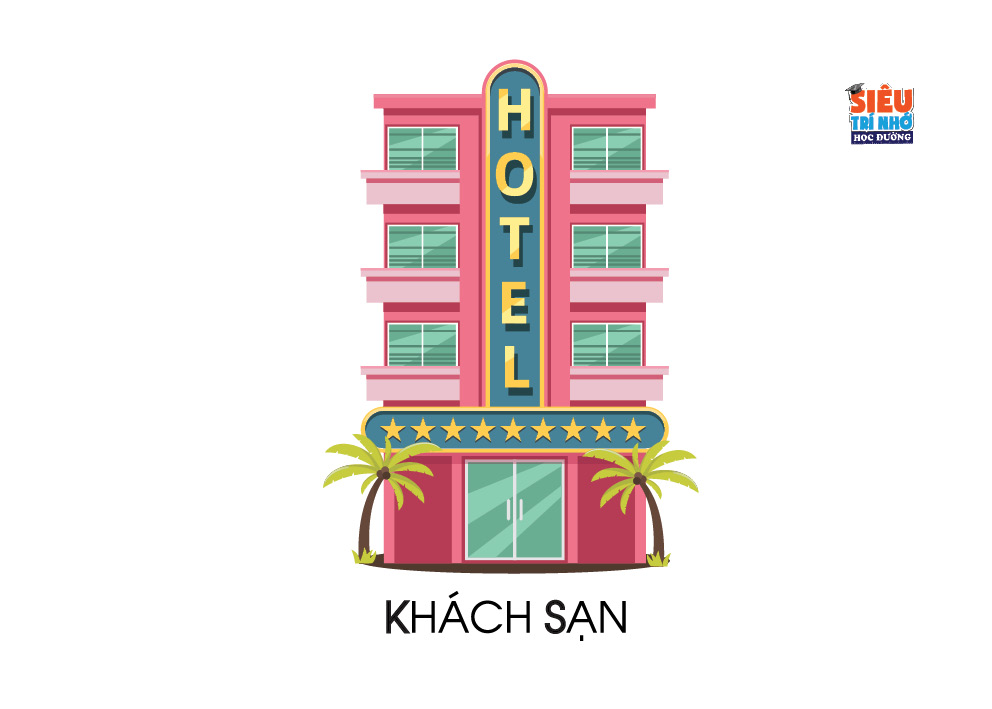 HOTEL
SIÊU
TRÍ NHỚ
HỌC ĐƯỜNG
KHÁCH SẠN